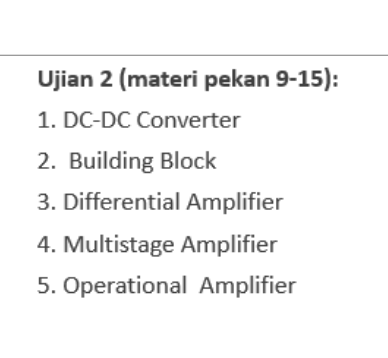 Ujian 2 (materi pekan 9-15):
1. DC-DC Converter
2. Building Block
3. Differential Amplifier
4. Multistage Amplifier
5. Operational Amplifier